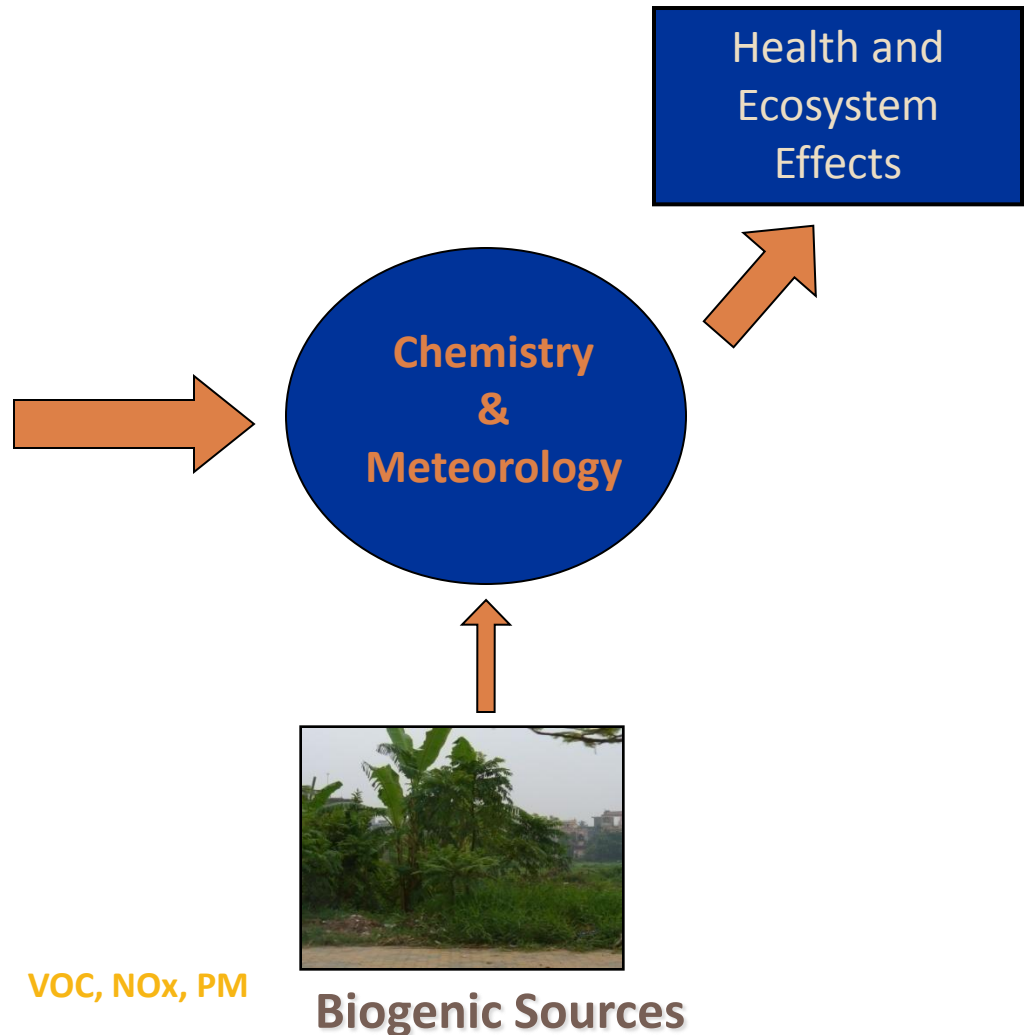 Health and
Ecosystem
Effects
Chemistry
&
Meteorology
VOC, NOx, PM
Biogenic Sources